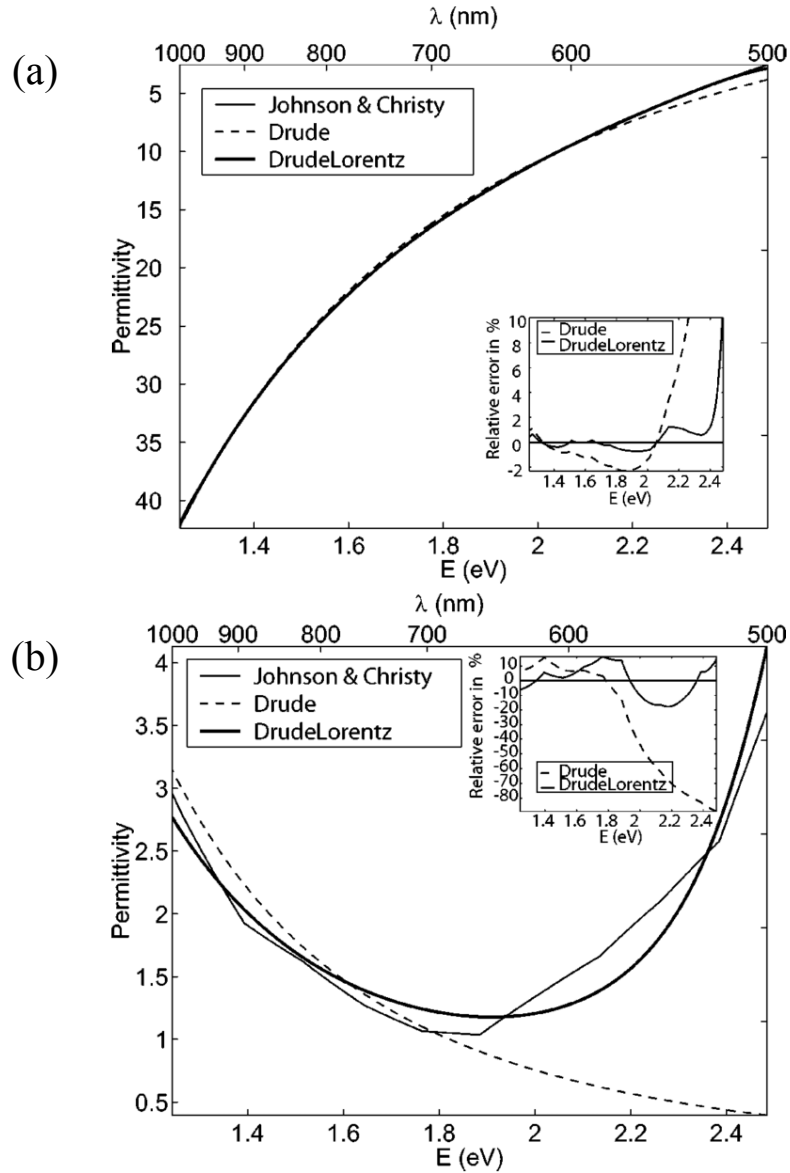 (a)
λ (nm)
1000 900 800 700 600 500
Johnson & Christy
Drude
DrudeLorentz
Permittivity
5
10
15
20
25
30
35
40
1.4 1.6 1.8 2 2.2 2.4
E (eV)
Relative error in %
10
8
6
4
2
0
-2
Drude
DrudeLorentz
1.4 1.6 1.8 2 2.2 2.4
E (eV)
(b)
λ (nm)
1000 900 800 700 600 500
Johnson & Christy
Drude
DrudeLorentz
Permittivity
4
3.5
3
2.5
2
1.5
1
0.5
1.4 1.6 1.8 2 2.2 2.4
E (eV)
Relative error in %
10
0
-10
-20
-30
-40
-50
-60
-70
-80
Drude
DrudeLorentz
1.4 1.6 1.8 2 2.2 2.4
E (eV)